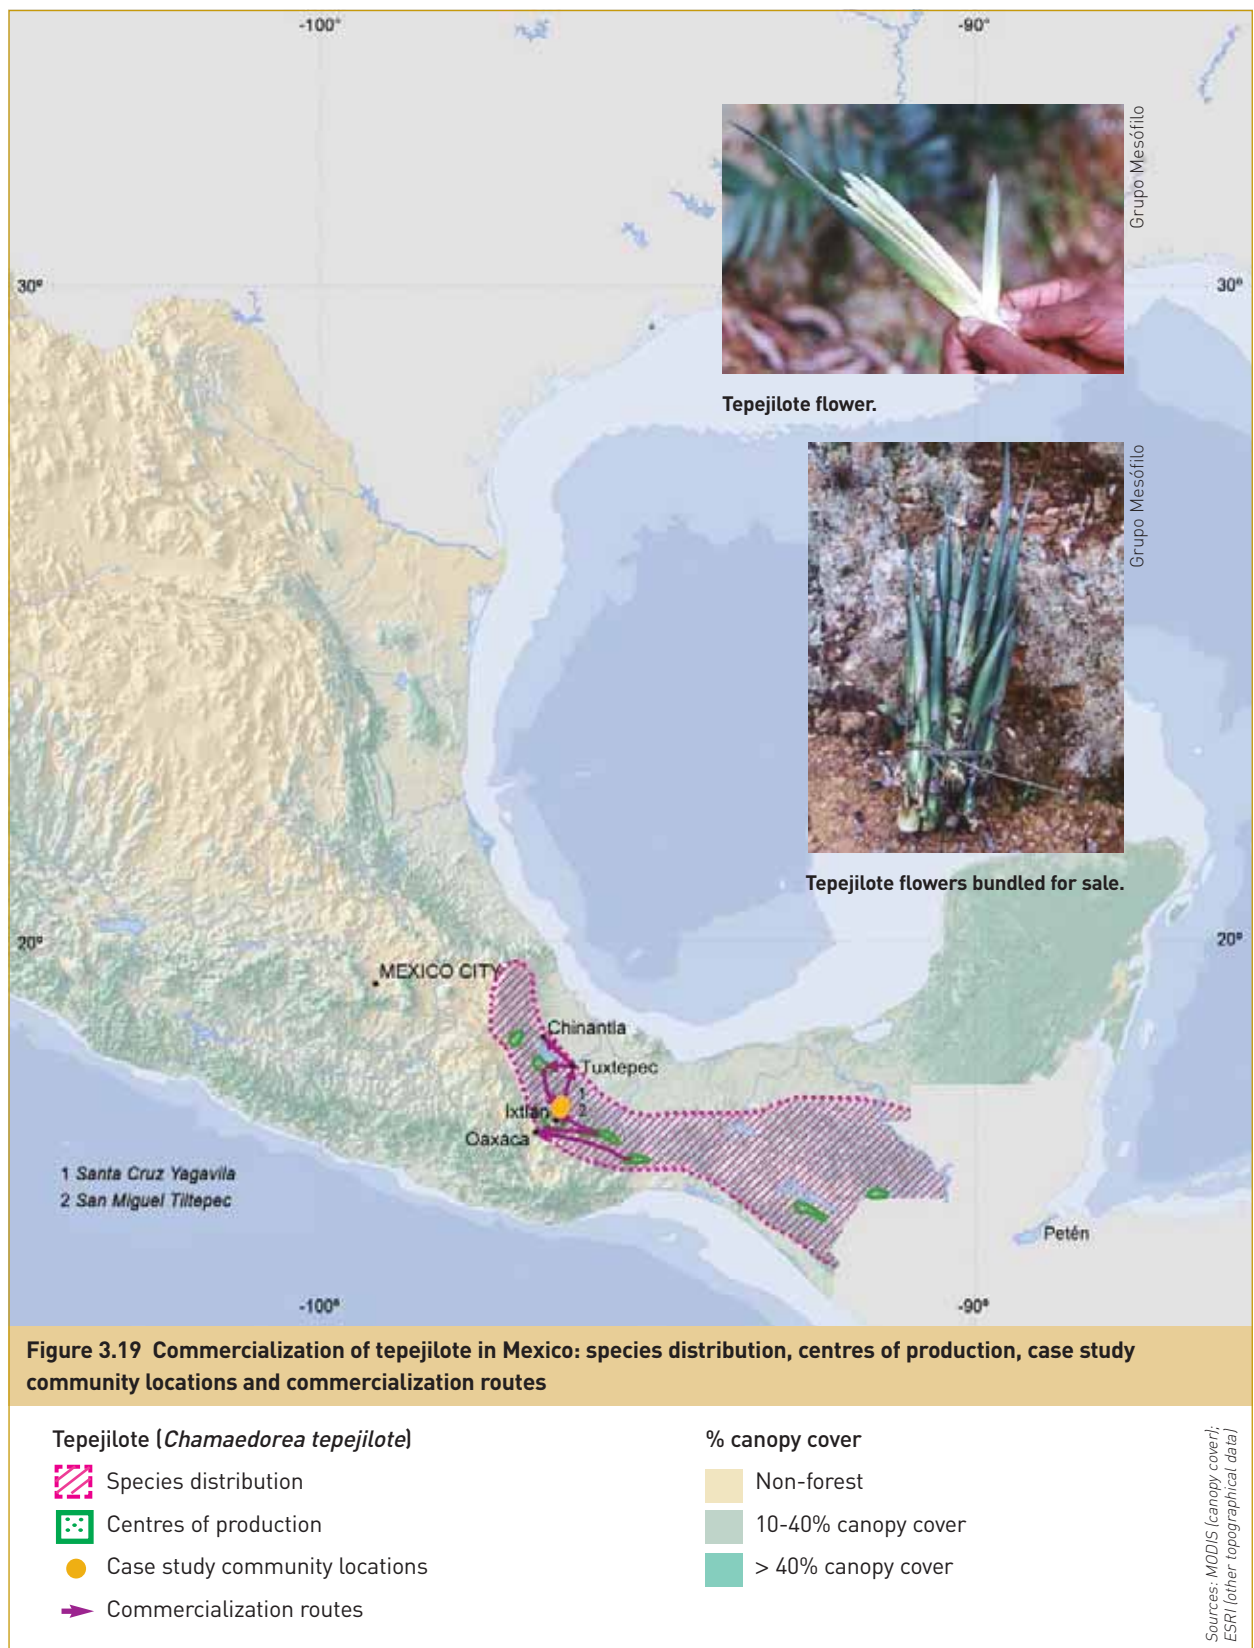 -100°
-90°
Grupo Mesófilo
30°
30°
Tepejilote flower.
Grupo Mesófilo
Tepejilote flowers bundled for sale.
20°
20°
MEXICO CITY
Chinantla
Tuxtepec
1
Ixtlan
2
Oaxaca
1 Santa Cruz Yagavila
2 San Miguel Tiltepec
Petén
-100°
-90°
Figure 3.19 Commercialization of tepejilote in Mexico: species distribution, centres of production, case study
community locations and commercialization routes
Tepejilote (Chamaedorea tepejilote)
Species distribution
Centres of production
Case study community locations
Commercialization routes
% canopy cover
Non-forest
10-40% canopy cover
> 40% canopy cover
Sources: MODIS (canopy cover);
ESRI (other topographical data)